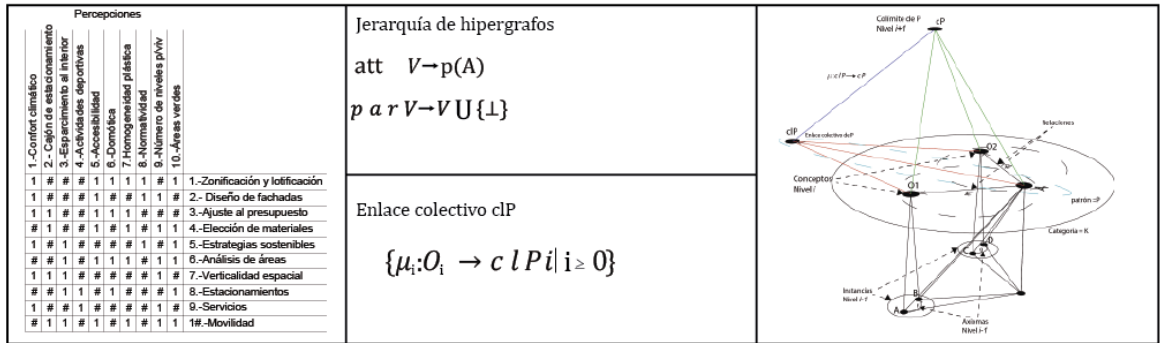 Percepciones
1.-Confort climático
2.- Cajón de estacionamiento
3.-Esparcimiento al interior
4.-Actividades deportivas
5.-Accesibilidad
6.-Domótica
7.Homogeneidad plástica
8.-Normatividad
9.-Número de niveles p/viv
10.-Áreas verdes
1 # # # 1 1 1 1 # 1 1.-Zonificación y lotificación
1 # # # 1 # # 1 1 # 2.- Diseño de fachadas
1 1 # # 1 1 1 # # # 3.-Ajuste al presupuesto
# 1 # # 1 # 1 # 1 1 4.-Elección de materiales
1 # 1 # # # # 1 # 1 5.-Estrategias sostenibles
# # 1 # 1 1 1 # 1 1 6.-Análisis de áreas
1 1 1 # # # # # 1 # 7.-Verticalidad espacial
# # 1 1 # 1 # # # 1 8.-Estacionamientos
1 # # # 1 # # # 1 # 9.-Servicios
# 1 1 # 1 # 1 # 1 1 1#.-Movilidad
Jerarquía de hipergrafos
att V→p(A)
p a r V→V U{⊥}
Enlace colectivo clP
{μᵢ:Oᵢ → c l Pi| i ≥ 0}
Colimite de P
Nivel i+1
cP
μ:clP→cP
clP
Enlace colectivo deP
Relaciones
O2
Conceptos
Nivel i
O1
patrón =P
Categoria = K
D
C
Instancias
Nivel i-1
B
A
Axiomas
Nivel i-1